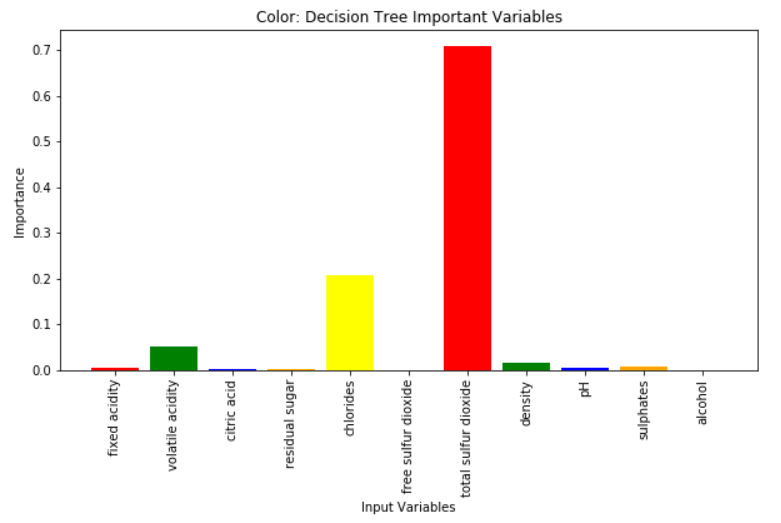 Color: Decision Tree Important Variables
Importance
0.7
0.6
0.5
0.4
0.3
0.2
0.1
0.0
fixed acidity
volatile acidity
citric acid
residual sugar
chlorides
free sulfur dioxide
total sulfur dioxide
density
pH
sulphates
alcohol
Input Variables